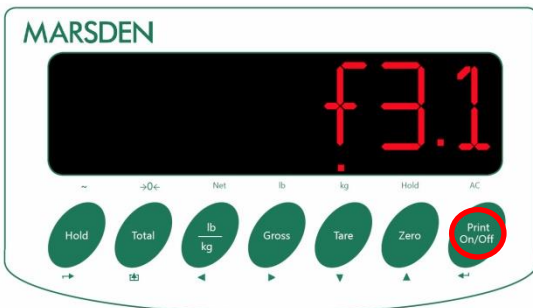 MARSDEN
f3.1
~ →0← Net lb kg Hold AC
Hold Total lb/kg Gross Tare Zero Print On/Off